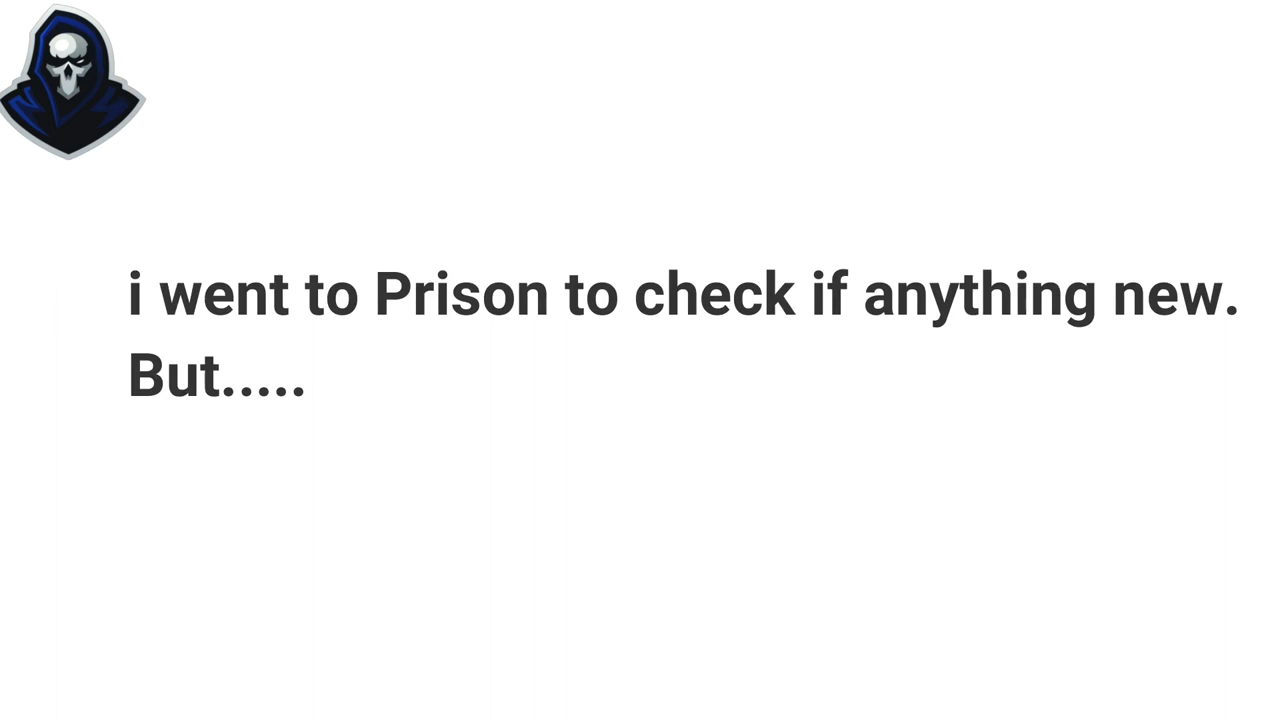 i went to Prison to check if anything new.
But.....